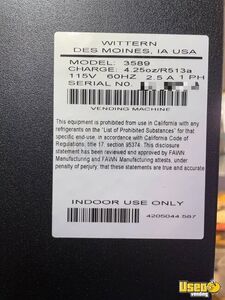 WITTERN
DES MOINES, IA USA
MODEL: 3589
CHARGE: 4.25oz/R513a
115V 60HZ 2.5 A 1 PH
SERIAL NO.
VENDING MACHINE
This equipment is prohibited from use in California with any
refrigerants on the "List of Prohibited Substances" for that
specific end-use, in accordance with California Code of
Regulations, title 17, section 95374. This disclosure
statement has been reviewed and approved by FAWN
Manufacturing and FAWN Manufacturing attests, under
penalty of perjury, that these statements are true and accurate
INDOOR USE ONLY
4205044.587
Used
vending